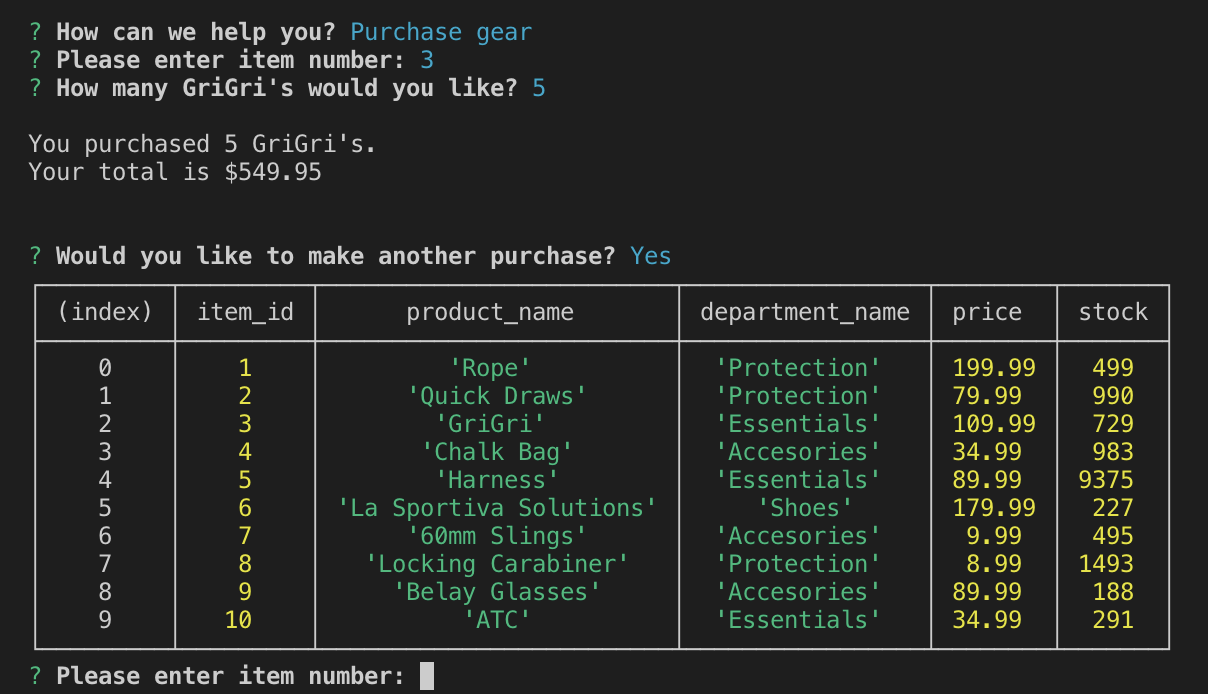 ? How can we help you? Purchase gear
? Please enter item number: 3
? How many GriGri's would you like? 5
You purchased 5 GriGri's.
Your total is $549.95
? Would you like to make another purchase? Yes
(index) item_id product_name department_name price stock
0 1 'Rope' 'Protection' 199.99 499
1 2 'Quick Draws' 'Protection' 79.99 990
2 3 'GriGri' 'Essentials' 109.99 729
3 4 'Chalk Bag' 'Accesories' 34.99 983
4 5 'Harness' 'Essentials' 89.99 9375
5 6 'La Sportiva Solutions' 'Shoes' 179.99 227
6 7 '60mm Slings' 'Accesories' 9.99 495
7 8 'Locking Carabiner' 'Protection' 8.99 1493
8 9 'Belay Glasses' 'Accesories' 89.99 188
9 10 'ATC' 'Essentials' 34.99 291
? Please enter item number: